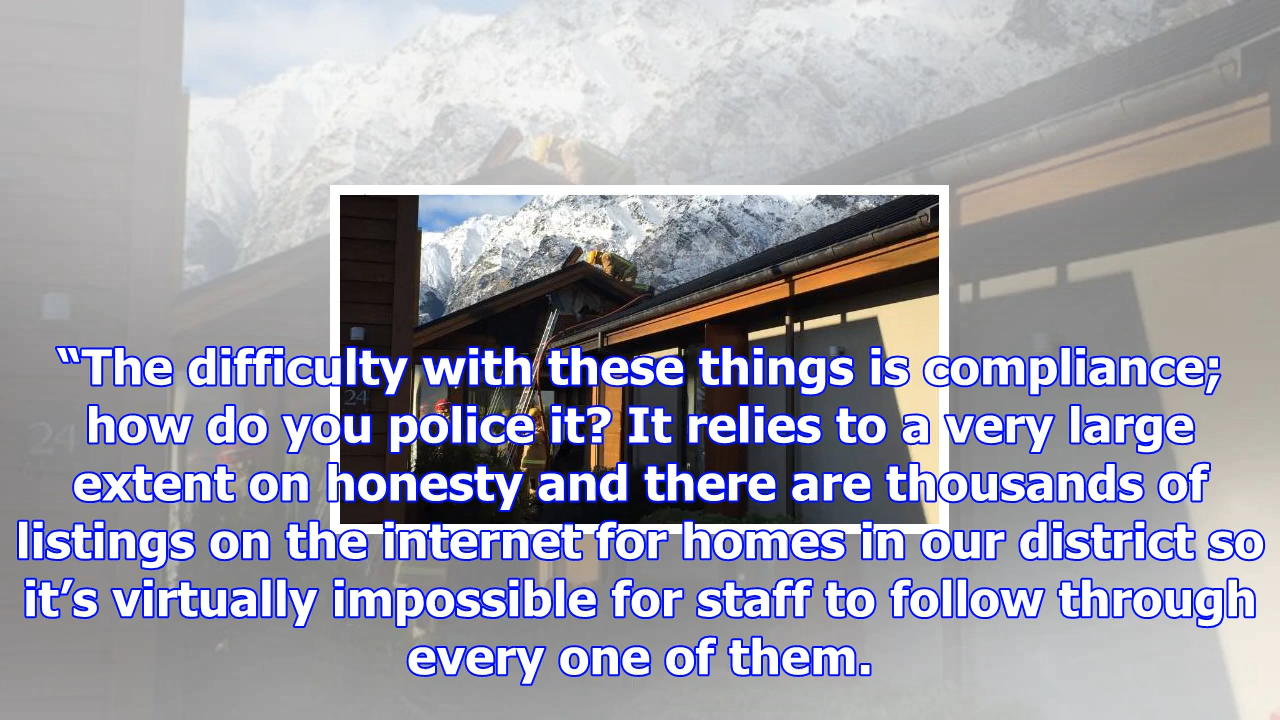 “The difficulty with these things is compliance;
how do you police it? It relies to a very large
extent on honesty and there are thousands of
listings on the internet for homes in our district so
it’s virtually impossible for staff to follow through
every one of them.
24
24